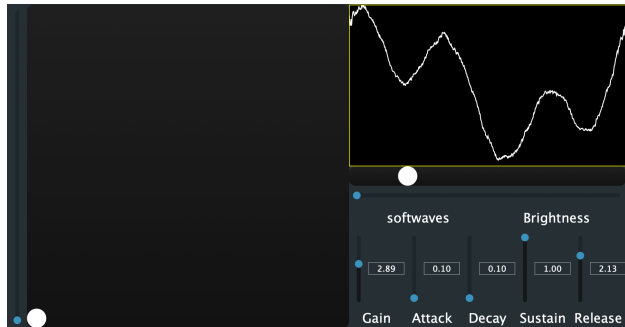 softwaves Brightness
2.89 0.10 0.10 1.00 2.13
Gain Attack Decay Sustain Release